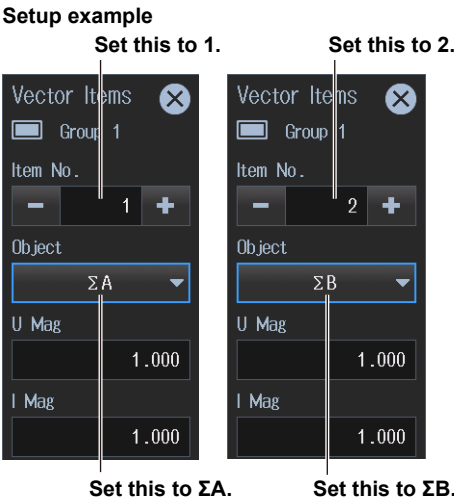 Setup example
Set this to 1.
Set this to 2.
Vector Items
Group 1
Item No.
1
Object
ΣA
U Mag
1.000
I Mag
1.000
Set this to ΣA.
Vector Items
Group 1
Item No.
2
Object
ΣB
U Mag
1.000
I Mag
1.000
Set this to ΣB.